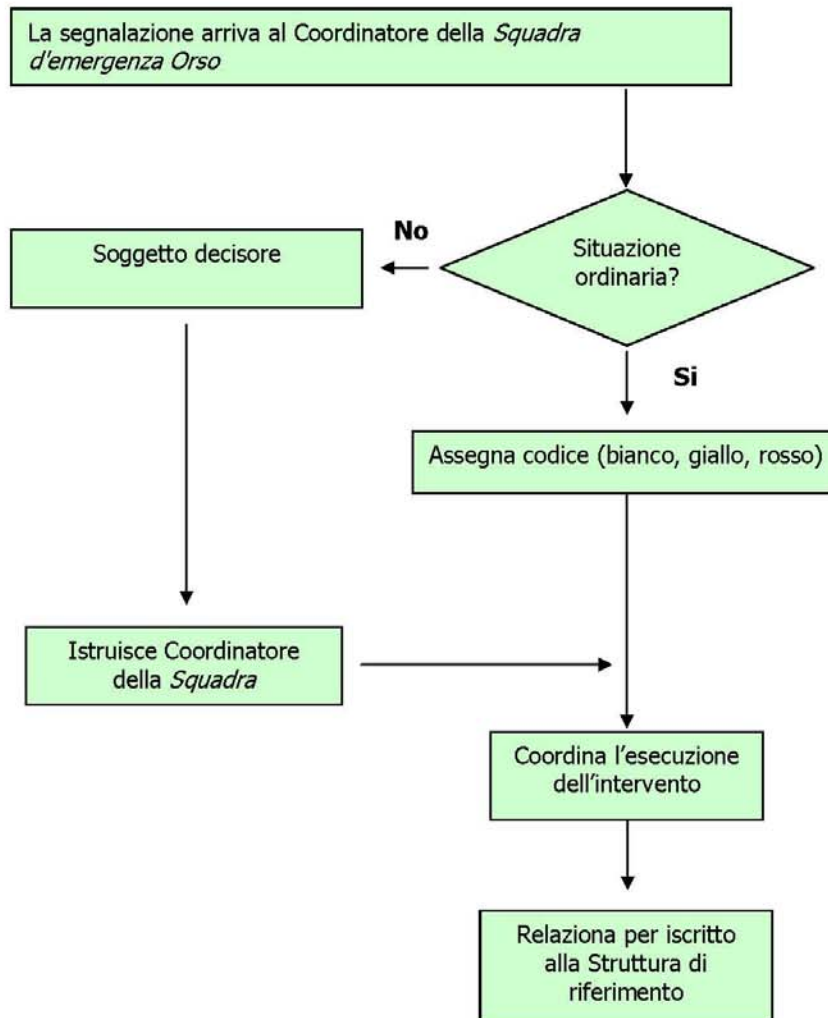 La segnalazione arriva al Coordinatore della Squadra
d'emergenza Orso
Situazione
ordinaria?
No
Soggetto decisore
Si
Assegna codice (bianco, giallo, rosso)
Istruisce Coordinatore
della Squadra
Coordina l'esecuzione
dell'intervento
Relaziona per iscritto
alla Struttura di
riferimento